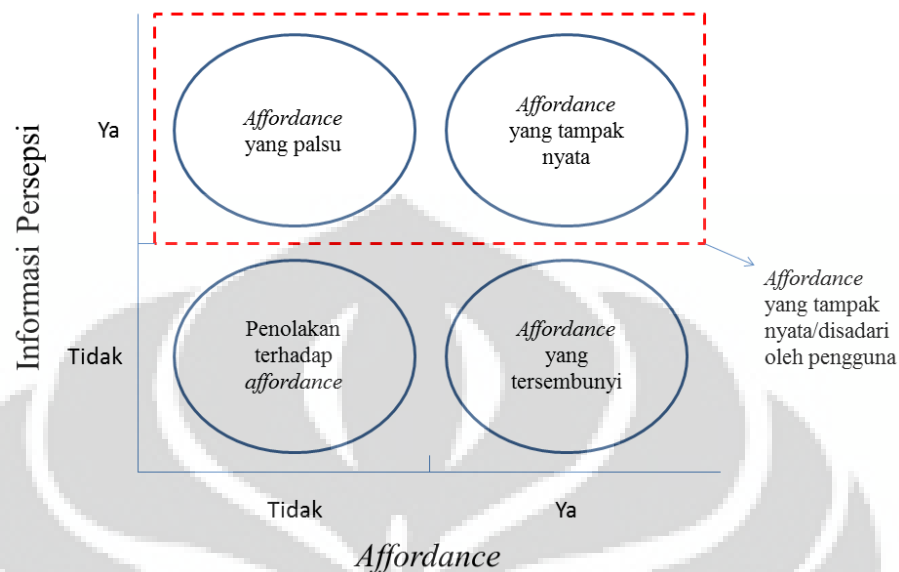 Informasi Persepsi
Ya
Affordance
yang palsu
Affordance
yang tampak
nyata
Tidak
Penolakan
terhadap
affordance
Affordance
yang
tersembunyi
Affordance
yang tampak
nyata/disadari
oleh pengguna
Tidak
Ya
Affordance